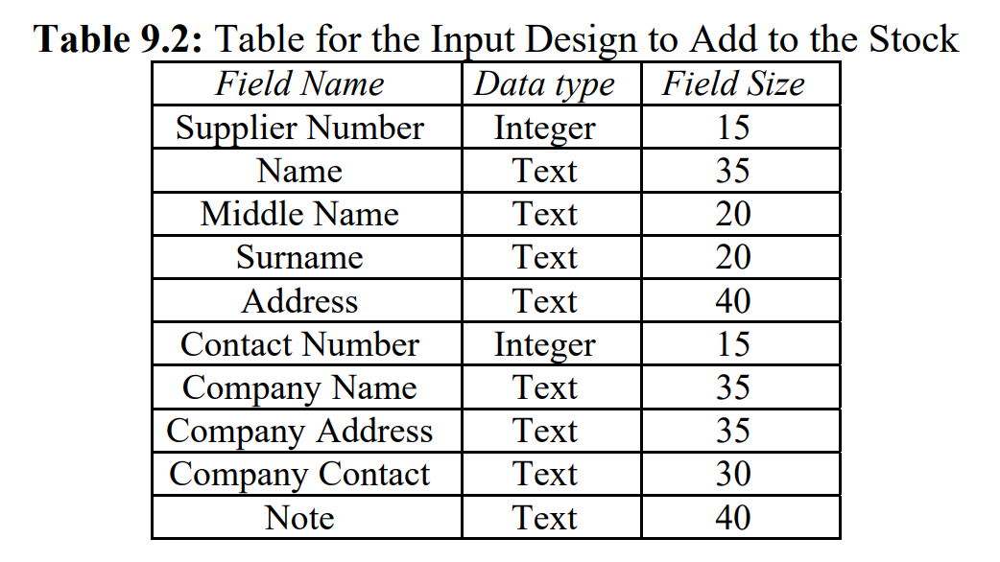 Table 9.2: Table for the Input Design to Add to the Stock
Field Name Data type Field Size
Supplier Number Integer 15
Name Text 35
Middle Name Text 20
Surname Text 20
Address Text 40
Contact Number Integer 15
Company Name Text 35
Company Address Text 35
Company Contact Text 30
Note Text 40